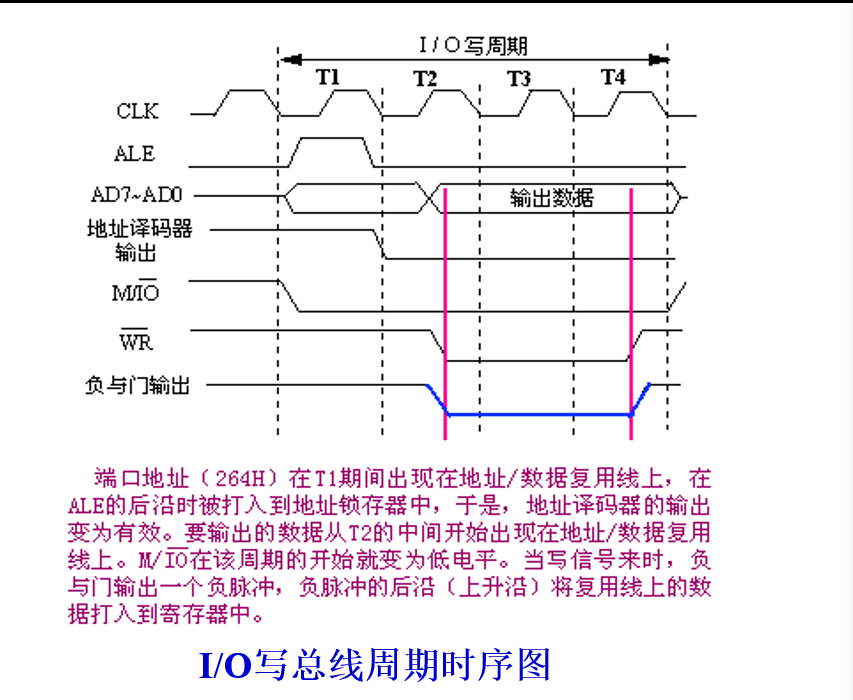 I/O写周期
T1 T2 T3 T4
CLK
ALE
AD7~AD0 输出数据
地址译码器
输出
M/I̅O̅
W̅R̅
负与门输出
端口地址（264H）在T1期间出现在地址/数据复用线上，在
ALE的后沿时被打入到地址锁存器中，于是，地址译码器的输出
变为有效。要输出的数据从T2的中间开始出现在地址/数据复用
线上。M/I̅O̅在该周期的开始就变为低电平。当写信号来时，负
与门输出一个负脉冲，负脉冲的后沿（上升沿）将复用线上的数
据打入到寄存器中。
I/O写总线周期时序图